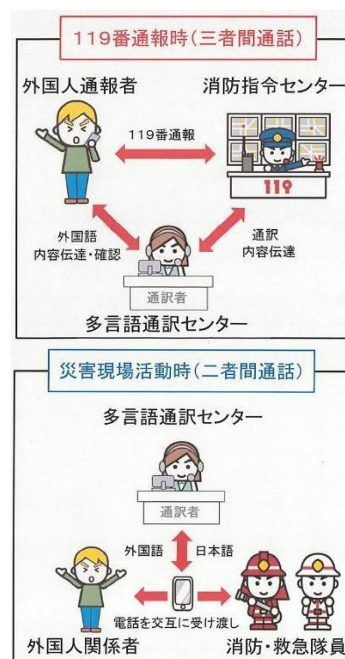 119番通報時(三者間通話)
外国人通報者
消防指令センター
119番通報
119
外国語
内容伝達・確認
通訳
内容伝達
通訳者
多言語通訳センター
災害現場活動時(二者間通話)
多言語通訳センター
通訳者
外国語
日本語
電話を交互に受け渡し
外国人関係者
消防・救急隊員